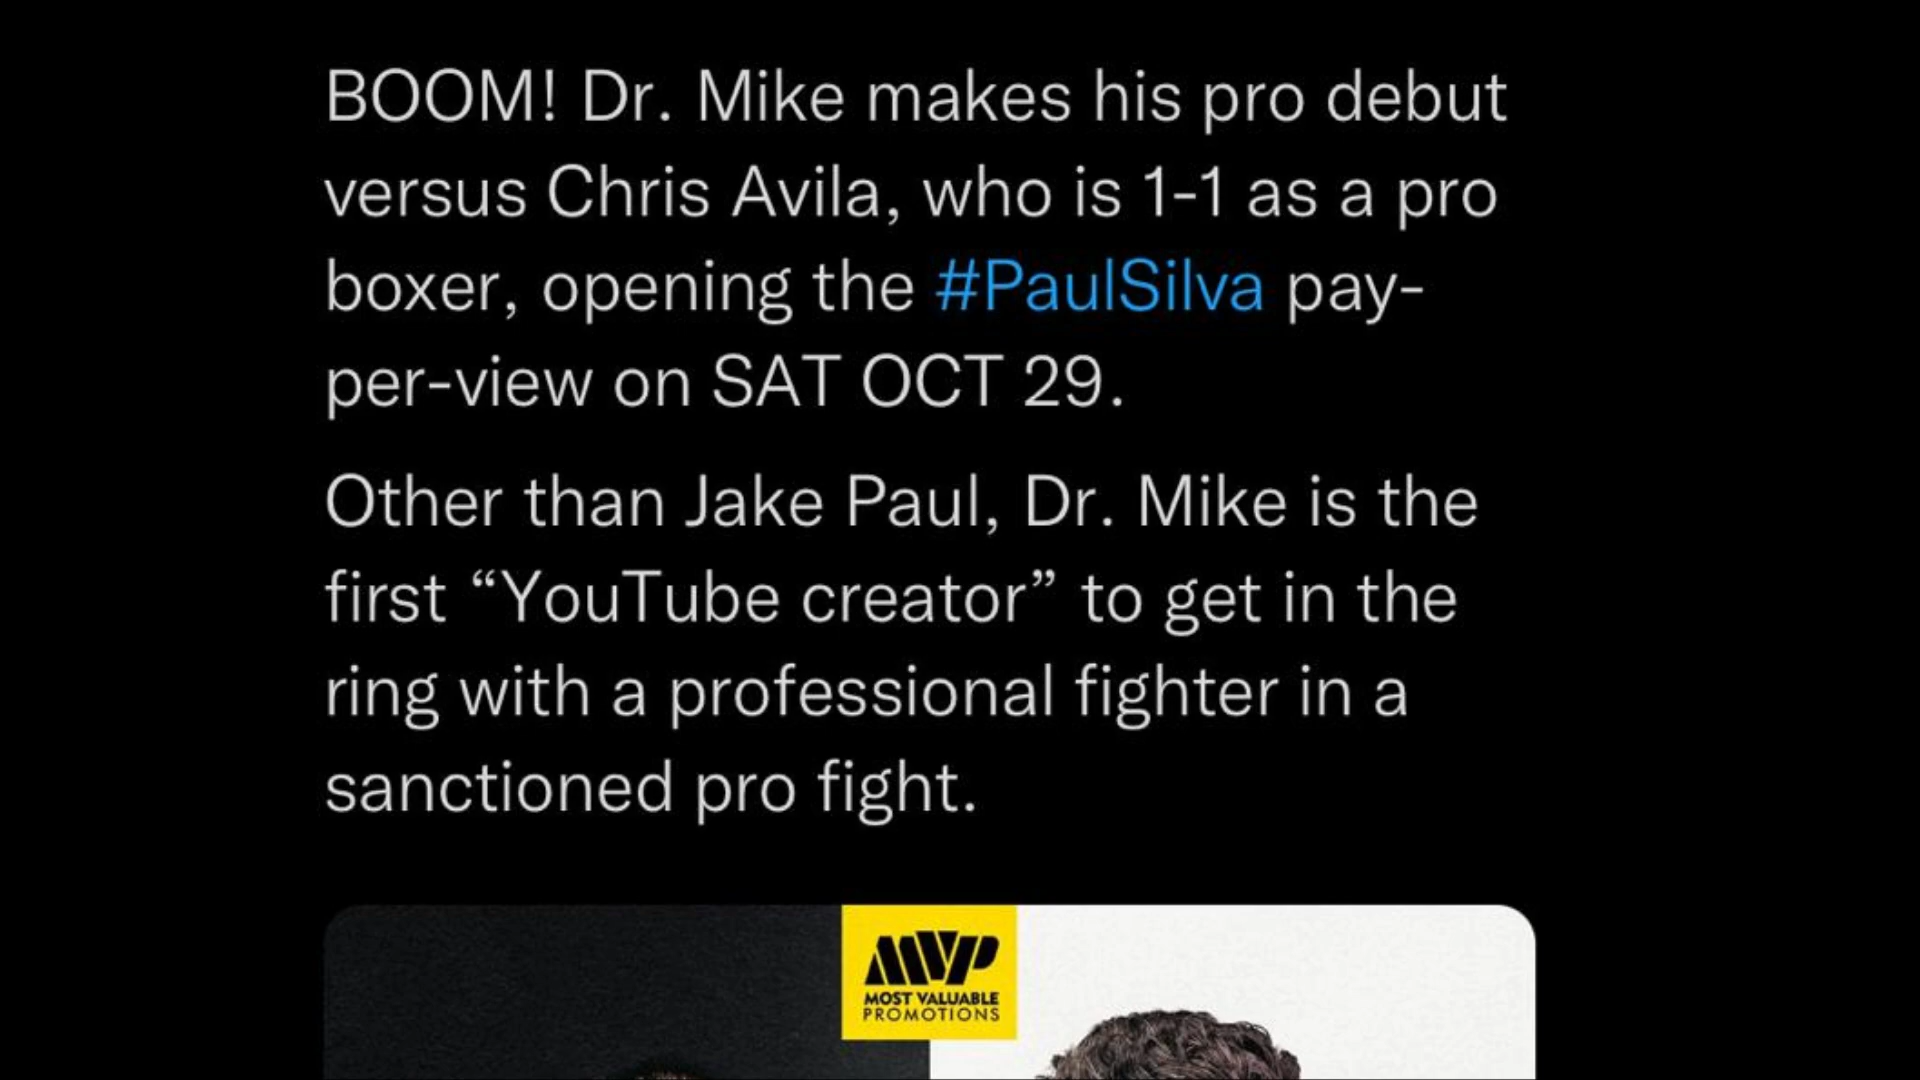 BOOM! Dr. Mike makes his pro debut
versus Chris Avila, who is 1-1 as a pro
boxer, opening the #PaulSilva pay-
per-view on SAT OCT 29.
Other than Jake Paul, Dr. Mike is the
first “YouTube creator” to get in the
ring with a professional fighter in a
sanctioned pro fight.
MVP
MOST VALUABLE
PROMOTIONS